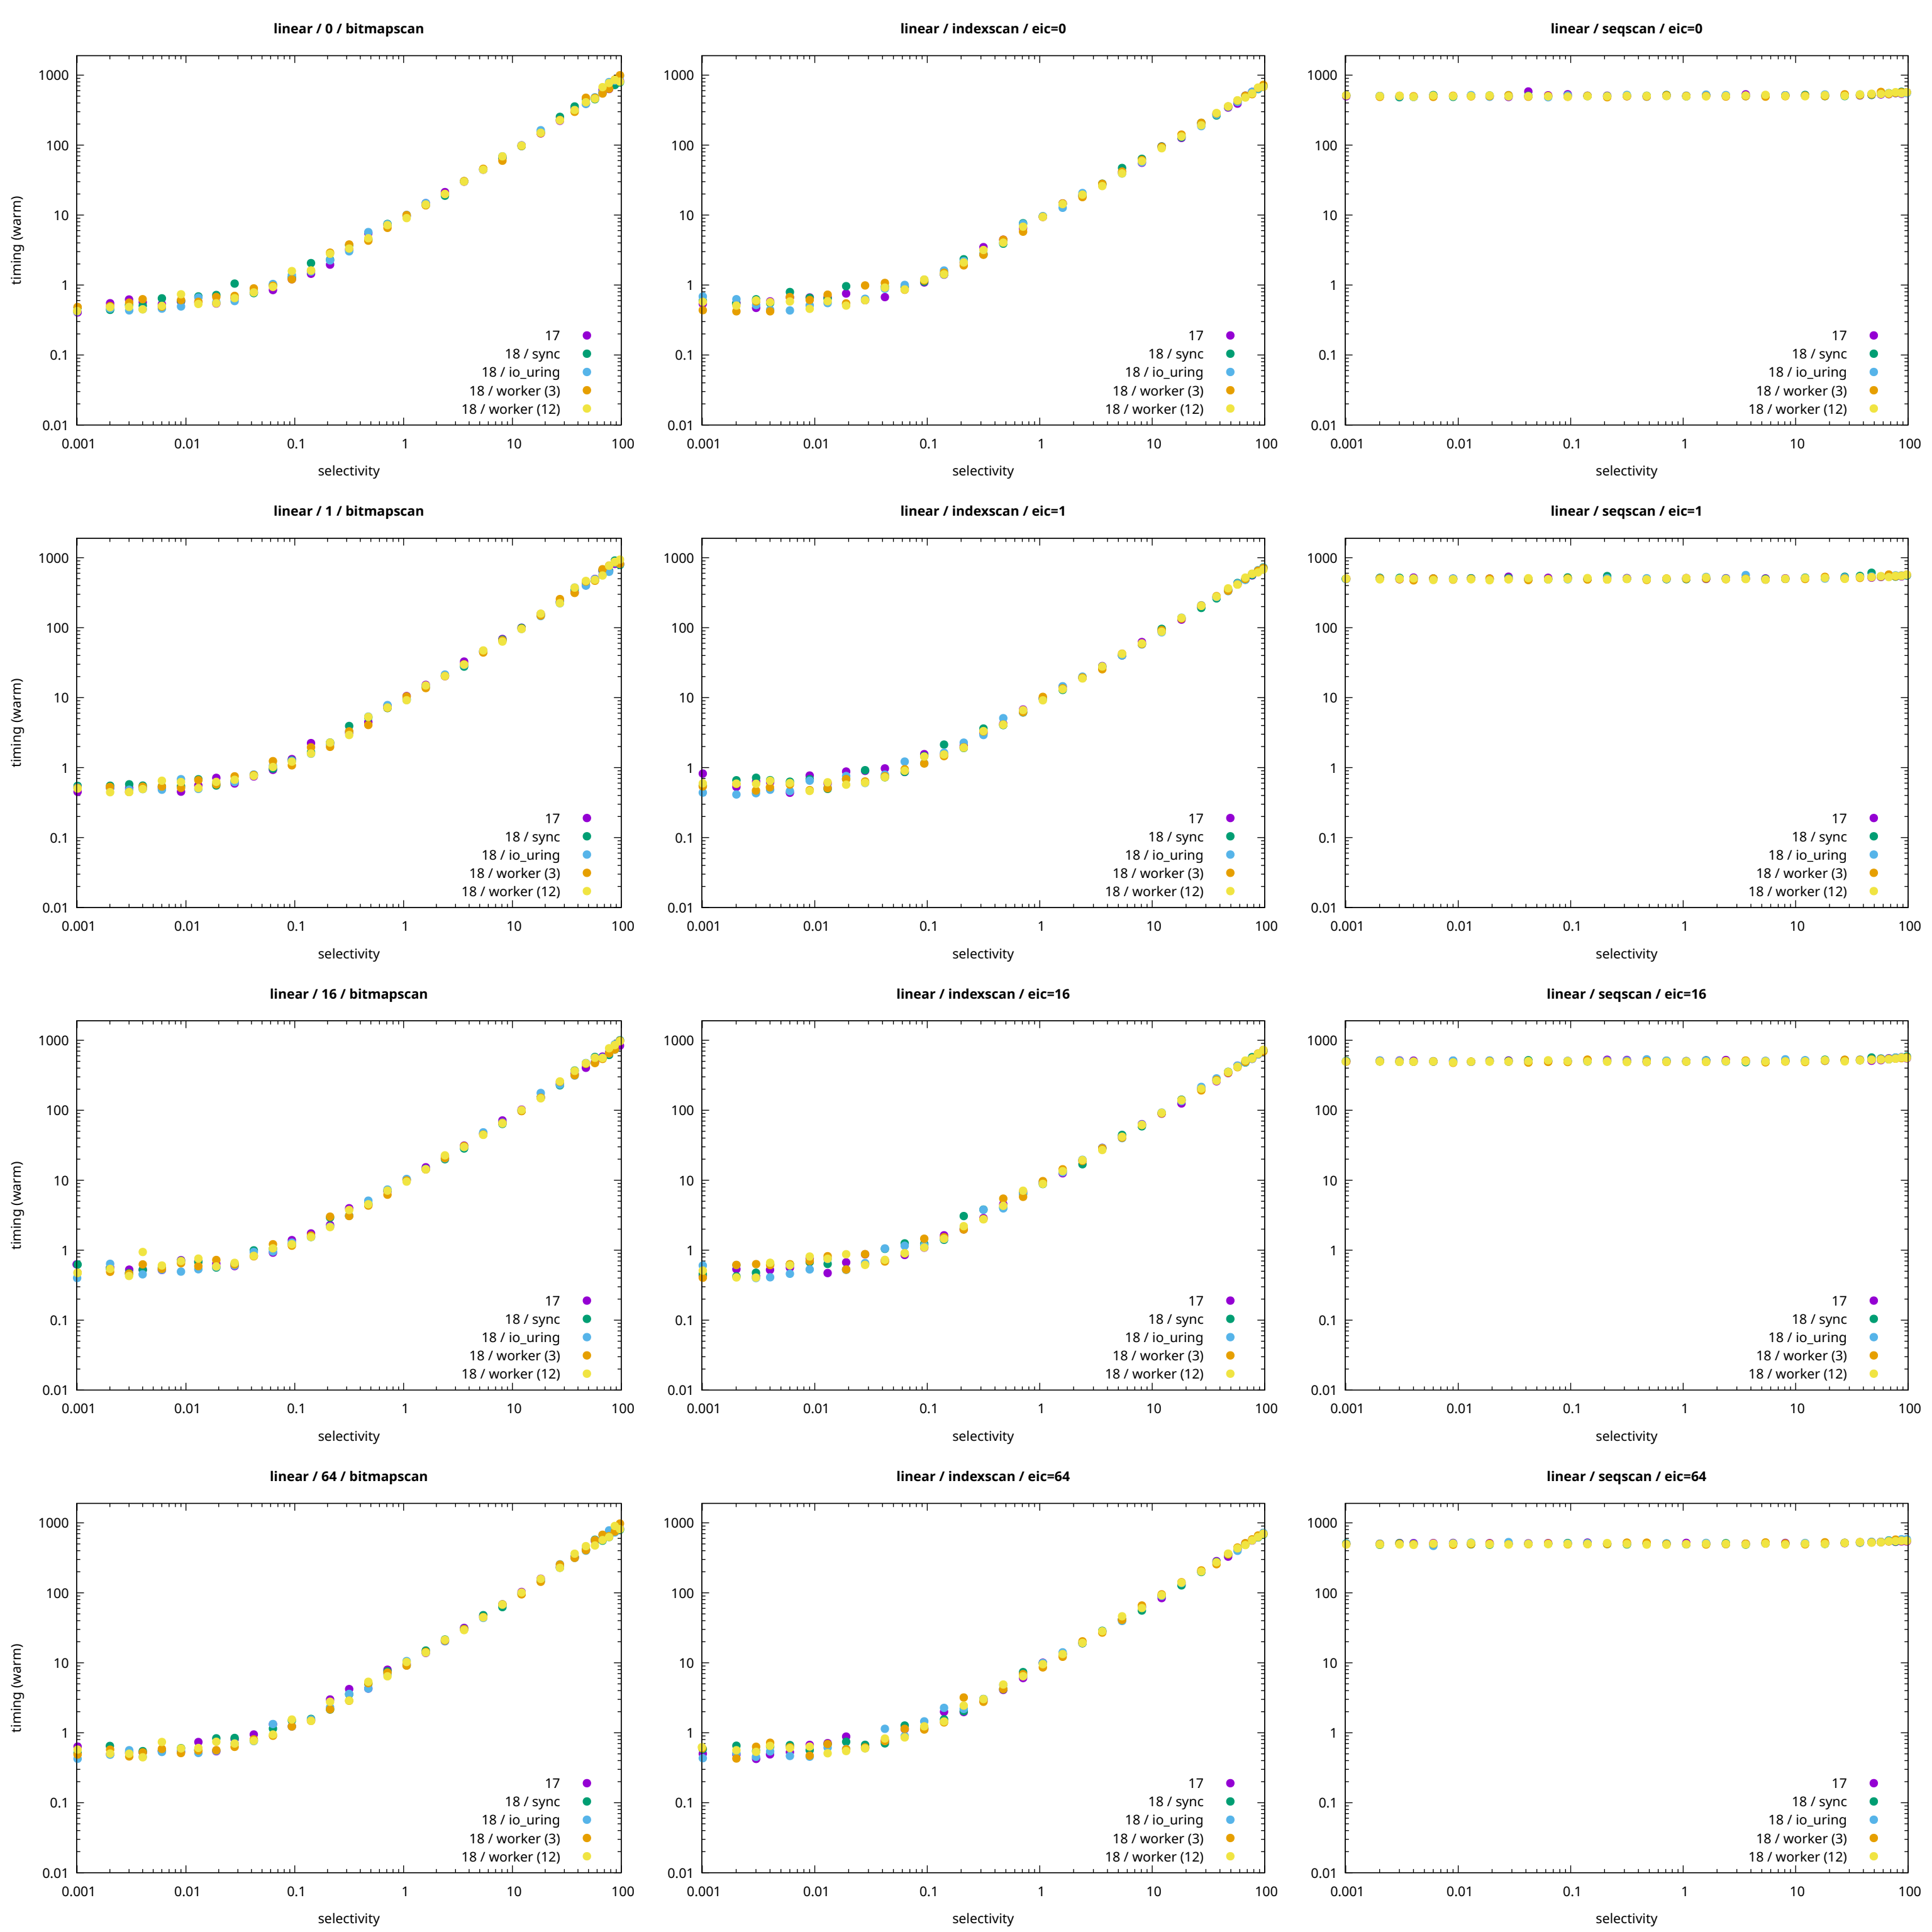 linear / 0 / bitmapscan
timing (warm)
1000
100
10
1
0.1
0.01
17
18 / sync
18 / io_uring
18 / worker (3)
18 / worker (12)
0.001 0.01 0.1 1 10 100
selectivity
linear / indexscan / eic=0
1000
100
10
1
0.1
0.01
17
18 / sync
18 / io_uring
18 / worker (3)
18 / worker (12)
0.001 0.01 0.1 1 10 100
selectivity
linear / seqscan / eic=0
1000
100
10
1
0.1
0.01
17
18 / sync
18 / io_uring
18 / worker (3)
18 / worker (12)
0.001 0.01 0.1 1 10 100
selectivity
linear / 1 / bitmapscan
timing (warm)
1000
100
10
1
0.1
0.01
17
18 / sync
18 / io_uring
18 / worker (3)
18 / worker (12)
0.001 0.01 0.1 1 10 100
selectivity
linear / indexscan / eic=1
1000
100
10
1
0.1
0.01
17
18 / sync
18 / io_uring
18 / worker (3)
18 / worker (12)
0.001 0.01 0.1 1 10 100
selectivity
linear / seqscan / eic=1
1000
100
10
1
0.1
0.01
17
18 / sync
18 / io_uring
18 / worker (3)
18 / worker (12)
0.001 0.01 0.1 1 10 100
selectivity
linear / 16 / bitmapscan
timing (warm)
1000
100
10
1
0.1
0.01
17
18 / sync
18 / io_uring
18 / worker (3)
18 / worker (12)
0.001 0.01 0.1 1 10 100
selectivity
linear / indexscan / eic=16
1000
100
10
1
0.1
0.01
17
18 / sync
18 / io_uring
18 / worker (3)
18 / worker (12)
0.001 0.01 0.1 1 10 100
selectivity
linear / seqscan / eic=16
1000
100
10
1
0.1
0.01
17
18 / sync
18 / io_uring
18 / worker (3)
18 / worker (12)
0.001 0.01 0.1 1 10 100
selectivity
linear / 64 / bitmapscan
timing (warm)
1000
100
10
1
0.1
0.01
17
18 / sync
18 / io_uring
18 / worker (3)
18 / worker (12)
0.001 0.01 0.1 1 10 100
selectivity
linear / indexscan / eic=64
1000
100
10
1
0.1
0.01
17
18 / sync
18 / io_uring
18 / worker (3)
18 / worker (12)
0.001 0.01 0.1 1 10 100
selectivity
linear / seqscan / eic=64
1000
100
10
1
0.1
0.01
17
18 / sync
18 / io_uring
18 / worker (3)
18 / worker (12)
0.001 0.01 0.1 1 10 100
selectivity